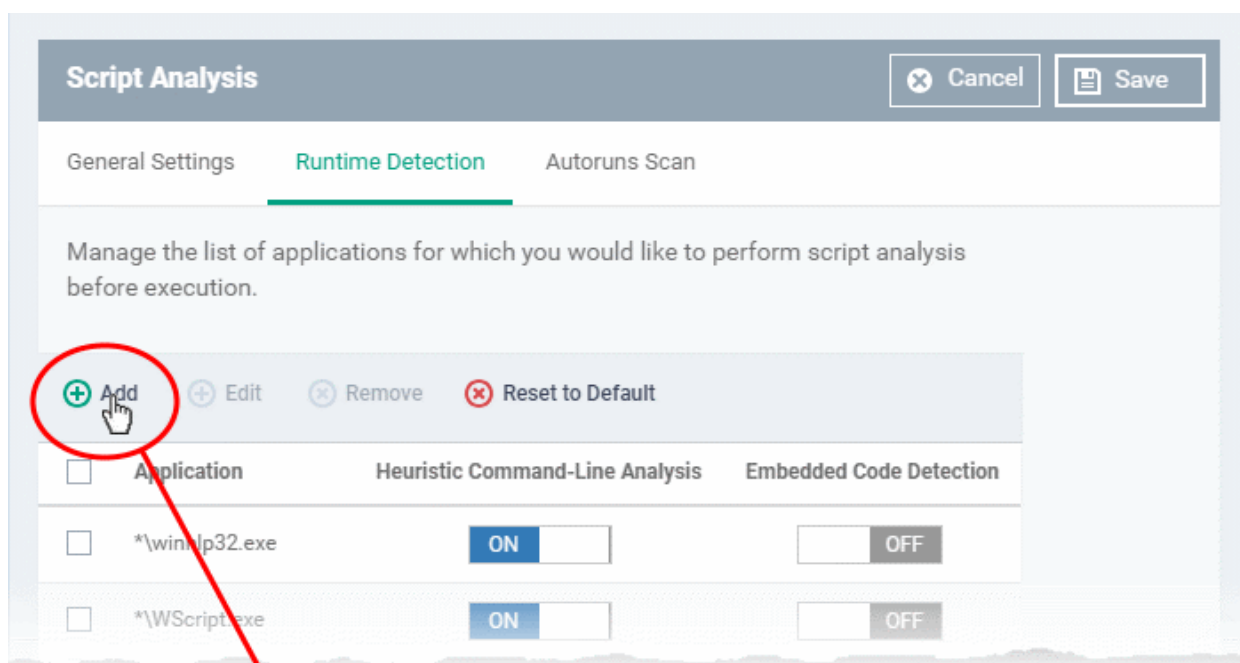 Script Analysis
Cancel
Save
General Settings
Runtime Detection
Autoruns Scan
Manage the list of applications for which you would like to perform script analysis
before execution.
Add
Edit
Remove
Reset to Default
Application
Heuristic Command-Line Analysis
Embedded Code Detection
*\winhlp32.exe
ON
OFF
*\WScript.exe
ON
OFF